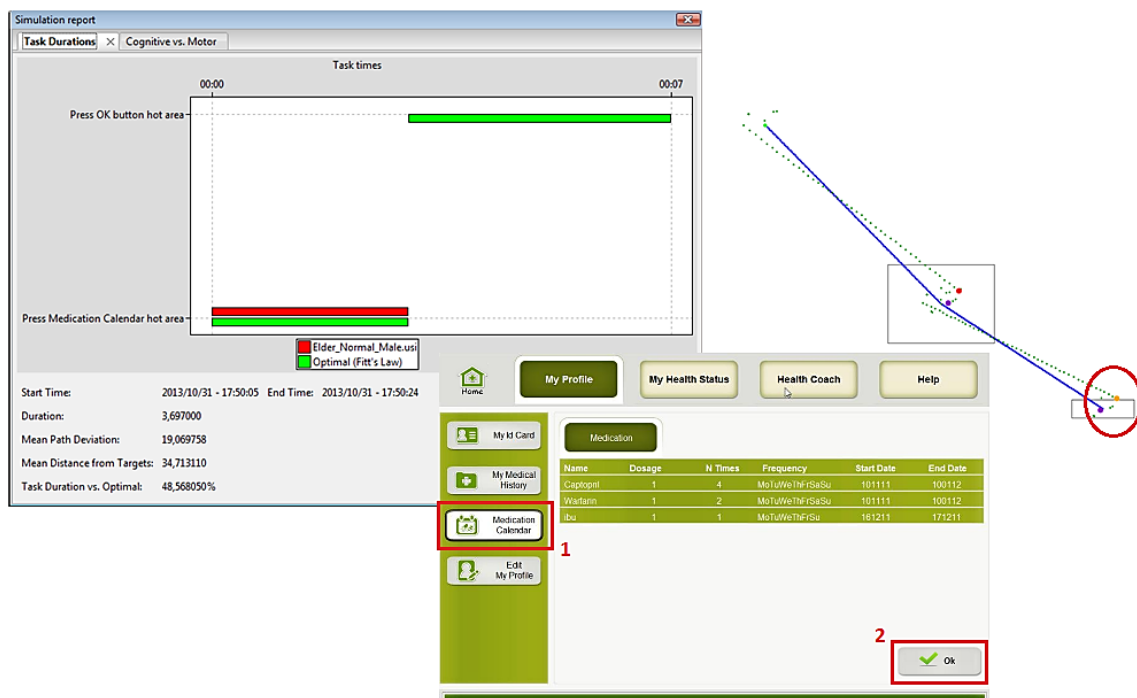 Simulation report
Task Durations Cognitive vs. Motor
Task times
00:00 00:07
Press OK button hot area
Press Medication Calendar hot area
Elder_Normal_Male.usi
Optimal (Fitt's Law)
Start Time: 2013/10/31 - 17:50:05 End Time: 2013/10/31 - 17:50:24
Duration: 3,697000
Mean Path Deviation: 19,069758
Mean Distance from Targets: 34,713110
Task Duration vs. Optimal: 48,568050%
Home
My Profile
My Health Status
Health Coach
Help
My Id Card
My Medical
History
Medication
Calendar
1
Edit
My Profile
Medication
Name Dosage N Times Frequency Start Date End Date
Captopril 1 4 MoTuWeThFrSaSu 101111 100112
Warfarin 1 2 MoTuWeThFrSaSu 101111 100112
ibu 1 1 MoTuWeThFrSu 161211 171211
2
Ok